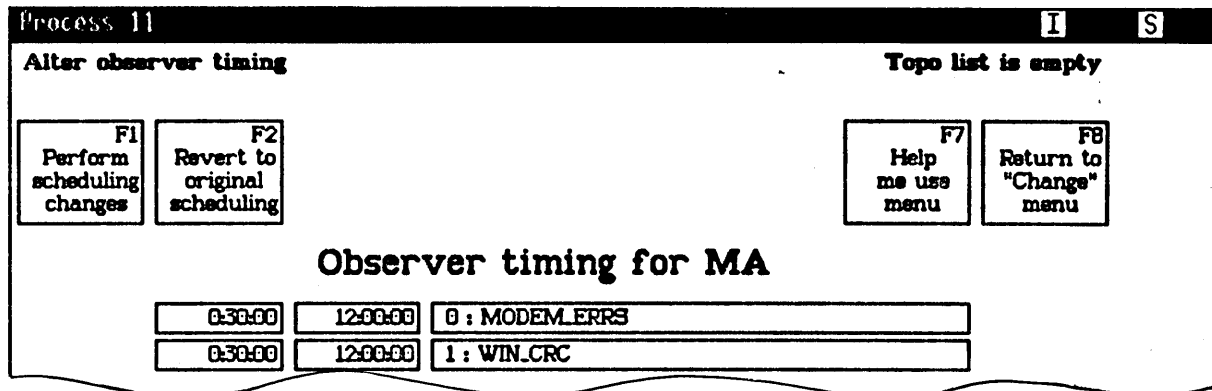 Process 11 I S
Alter observer timing Topo list is empty
F1
Perform
scheduling
changes
F2
Revert to
original
scheduling
F7
Help
me use
menu
F8
Return to
"Change"
menu
Observer timing for MA
0:30:00 12:00:00 0 : MODEM_ERRS
0:30:00 12:00:00 1 : WIN_CRC